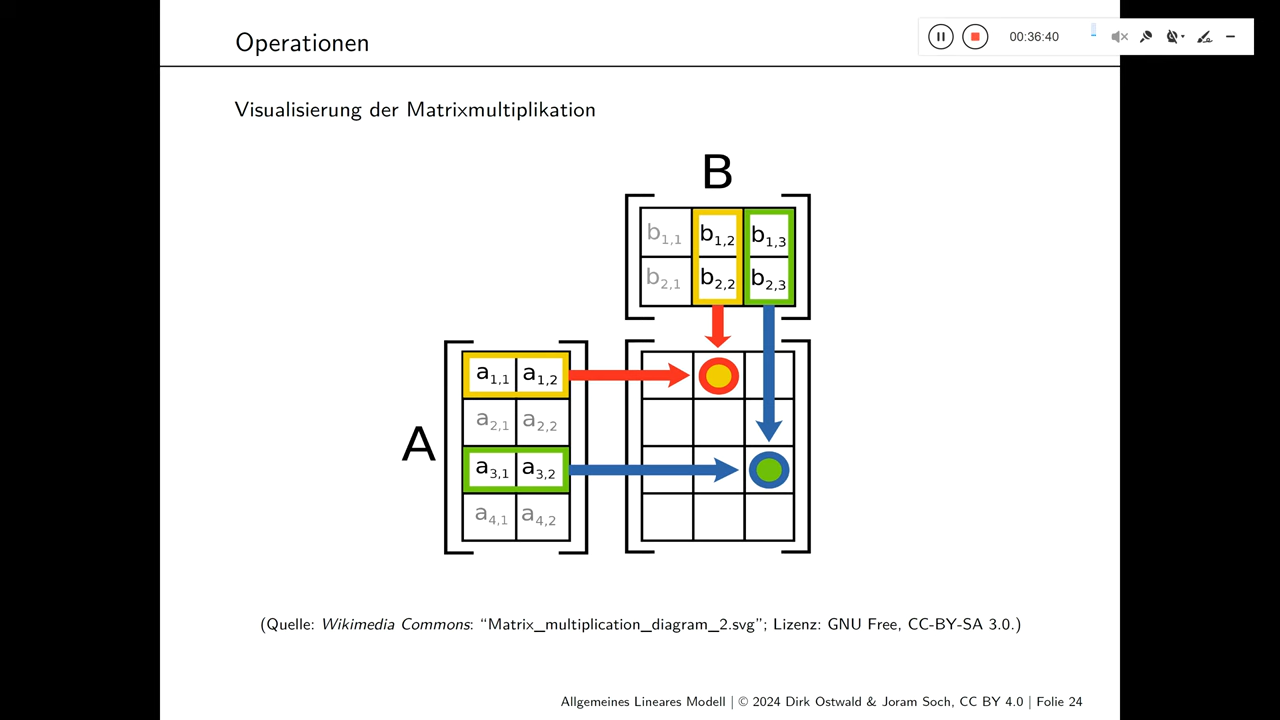 Operationen
00:36:40
Visualisierung der Matrixmultiplikation
B
b1,1 b1,2 b1,3
b2,1 b2,2 b2,3
A
a1,1 a1,2
a2,1 a2,2
a3,1 a3,2
a4,1 a4,2
(Quelle: Wikimedia Commons: “Matrix_multiplication_diagram_2.svg”; Lizenz: GNU Free, CC-BY-SA 3.0.)
Allgemeines Lineares Modell | © 2024 Dirk Ostwald & Joram Soch, CC BY 4.0 | Folie 24